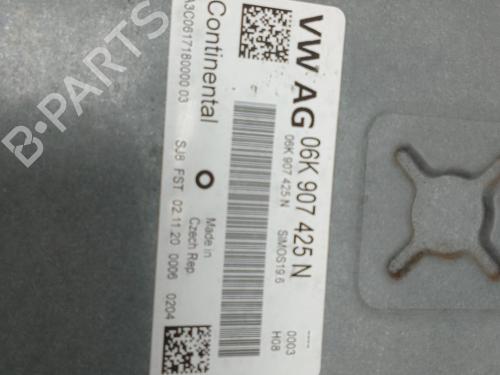 VW AG 06K 907 425 N
06K 907 425 N SIMOS19.6 0003
H08
Continental
Made in
Czech Rep.
A3C0617180000 03 SJ8 FST 02.11.20 0006 0204
B-PARTS